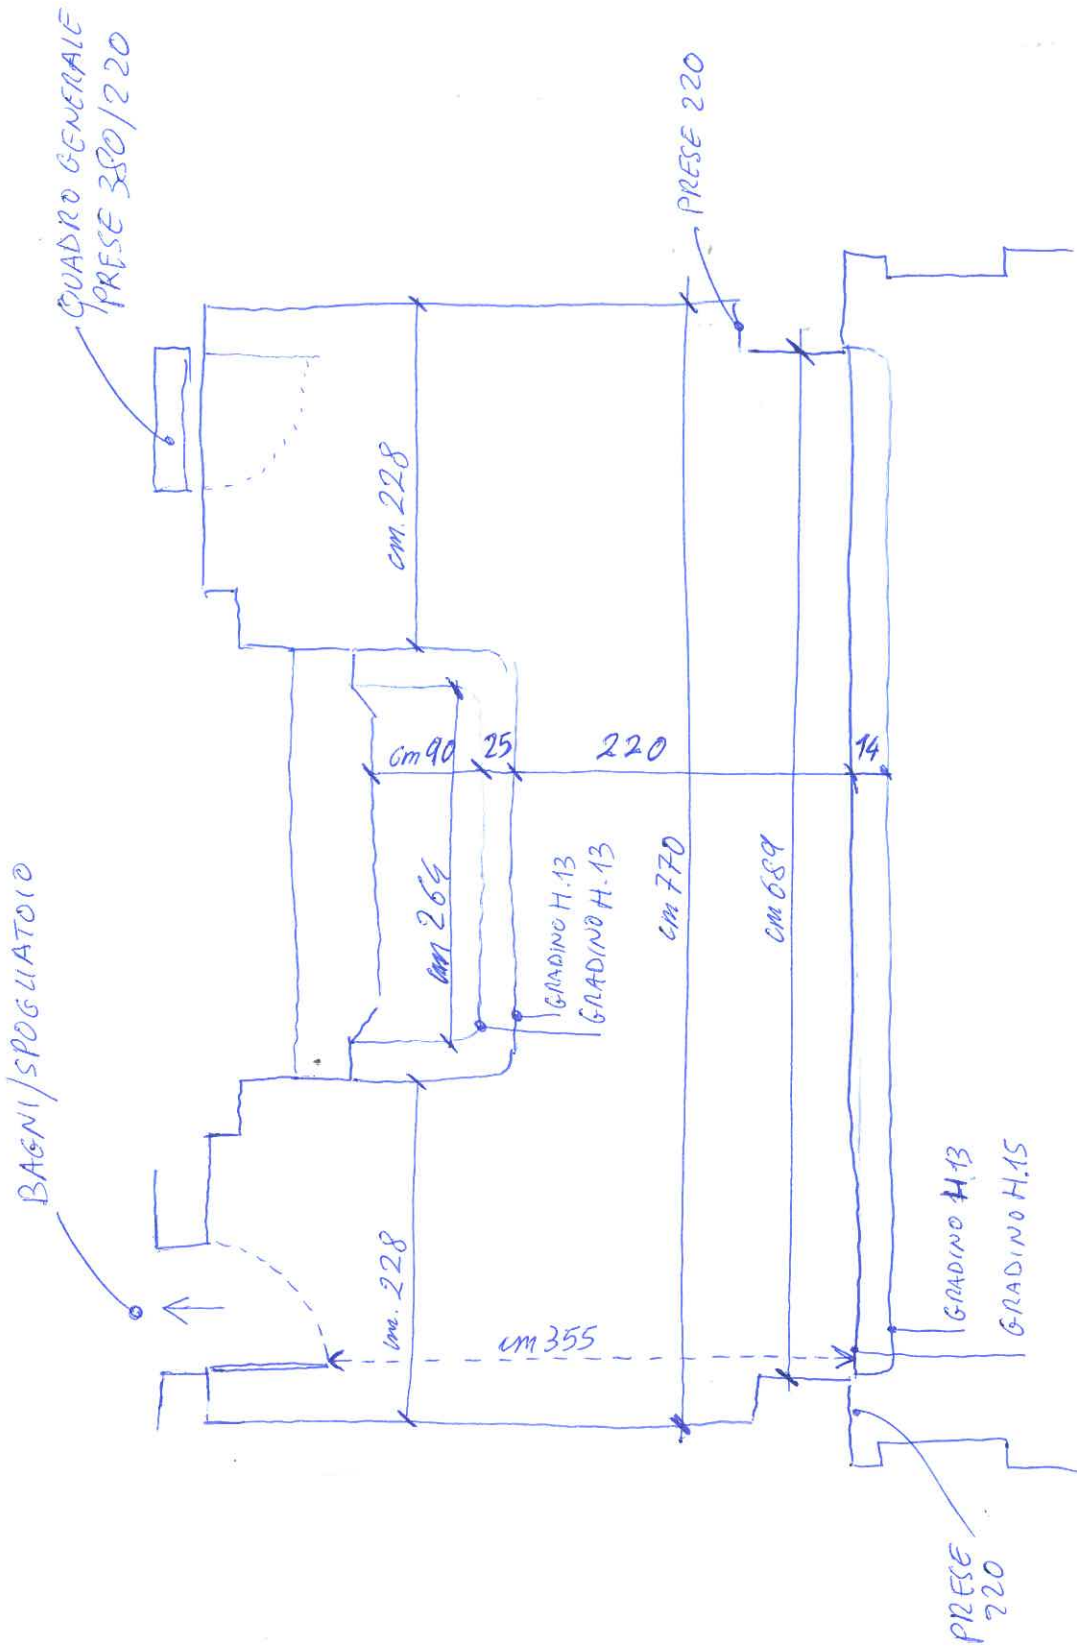 BAGNI/SPOGLIATOIO
QUADRO GENERALE
PRESE 380/220
cm. 228
cm. 228
cm 90
25
220
14
cm 264
GRADINO H.13
GRADINO H.13
cm 770
cm 689
cm 355
PRESE 220
GRADINO H13
GRADINO H.15
PRESE
220